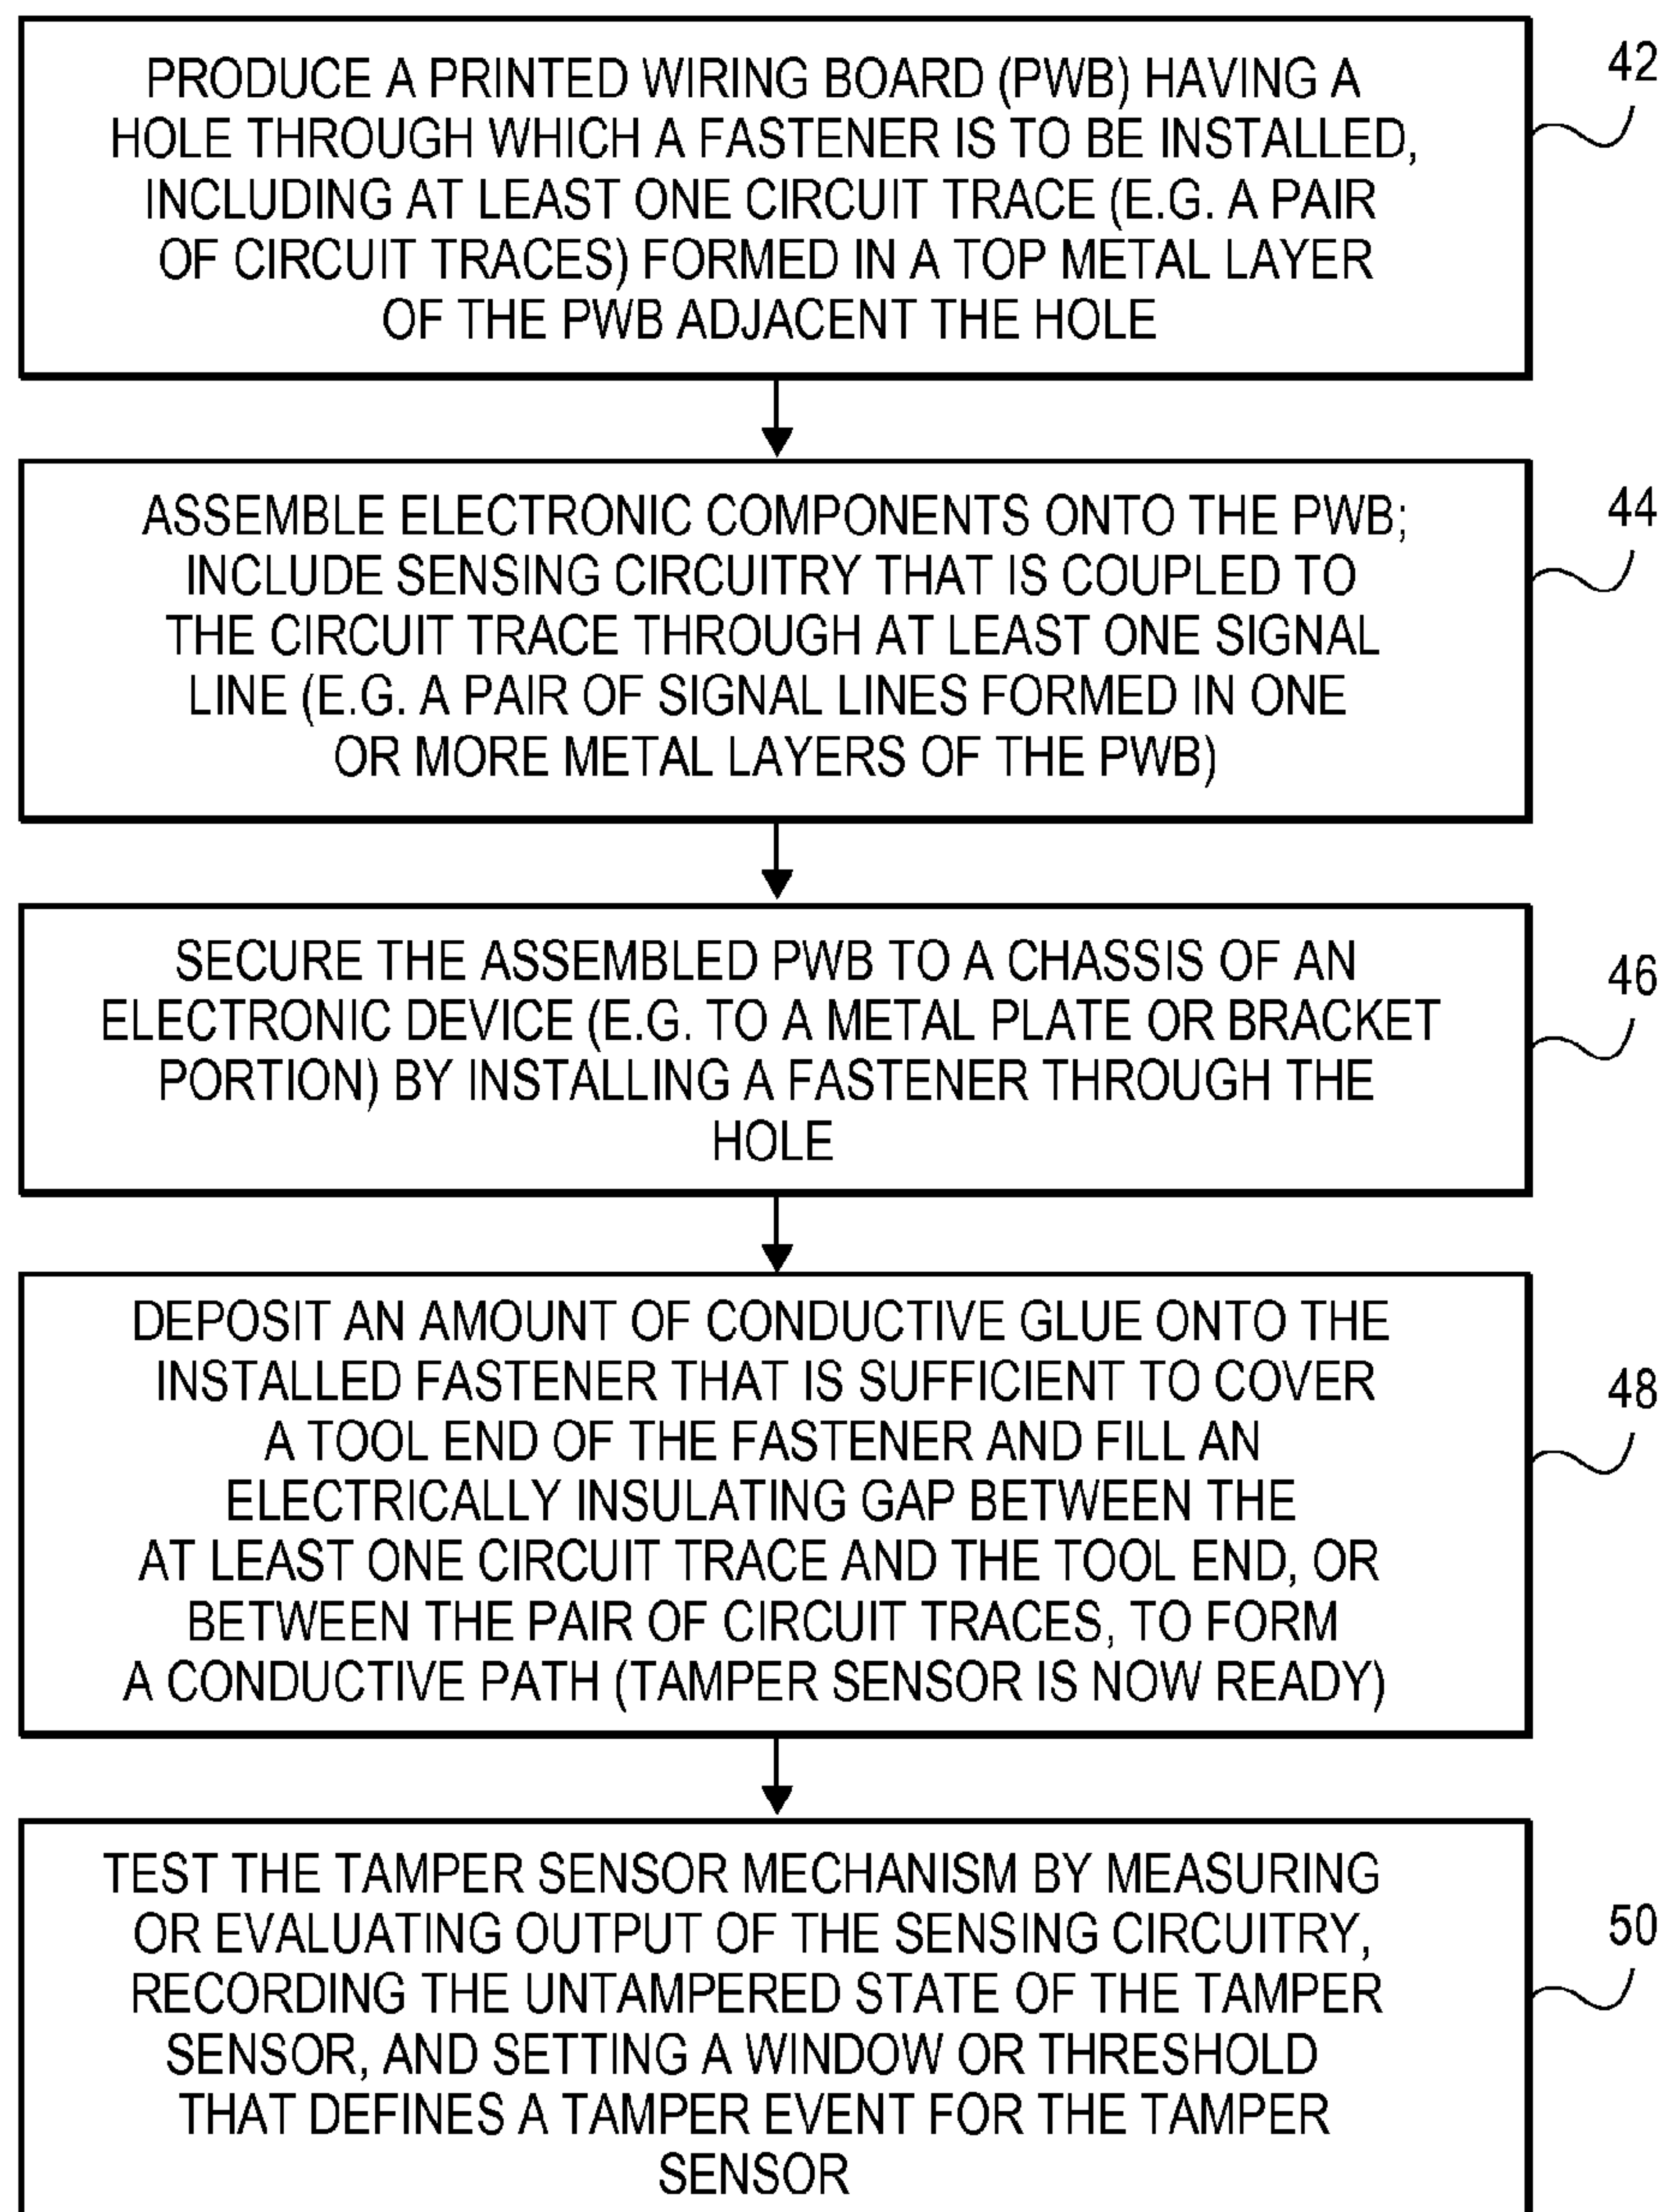 PRODUCE A PRINTED WIRING BOARD (PWB) HAVING A
HOLE THROUGH WHICH A FASTENER IS TO BE INSTALLED,
INCLUDING AT LEAST ONE CIRCUIT TRACE (E.G. A PAIR
OF CIRCUIT TRACES) FORMED IN A TOP METAL LAYER
OF THE PWB ADJACENT THE HOLE
42
ASSEMBLE ELECTRONIC COMPONENTS ONTO THE PWB;
INCLUDE SENSING CIRCUITRY THAT IS COUPLED TO
THE CIRCUIT TRACE THROUGH AT LEAST ONE SIGNAL
LINE (E.G. A PAIR OF SIGNAL LINES FORMED IN ONE
OR MORE METAL LAYERS OF THE PWB)
44
SECURE THE ASSEMBLED PWB TO A CHASSIS OF AN
ELECTRONIC DEVICE (E.G. TO A METAL PLATE OR BRACKET
PORTION) BY INSTALLING A FASTENER THROUGH THE
HOLE
46
DEPOSIT AN AMOUNT OF CONDUCTIVE GLUE ONTO THE
INSTALLED FASTENER THAT IS SUFFICIENT TO COVER
A TOOL END OF THE FASTENER AND FILL AN
ELECTRICALLY INSULATING GAP BETWEEN THE
AT LEAST ONE CIRCUIT TRACE AND THE TOOL END, OR
BETWEEN THE PAIR OF CIRCUIT TRACES, TO FORM
A CONDUCTIVE PATH (TAMPER SENSOR IS NOW READY)
48
TEST THE TAMPER SENSOR MECHANISM BY MEASURING
OR EVALUATING OUTPUT OF THE SENSING CIRCUITRY,
RECORDING THE UNTAMPERED STATE OF THE TAMPER
SENSOR, AND SETTING A WINDOW OR THRESHOLD
THAT DEFINES A TAMPER EVENT FOR THE TAMPER
SENSOR
50